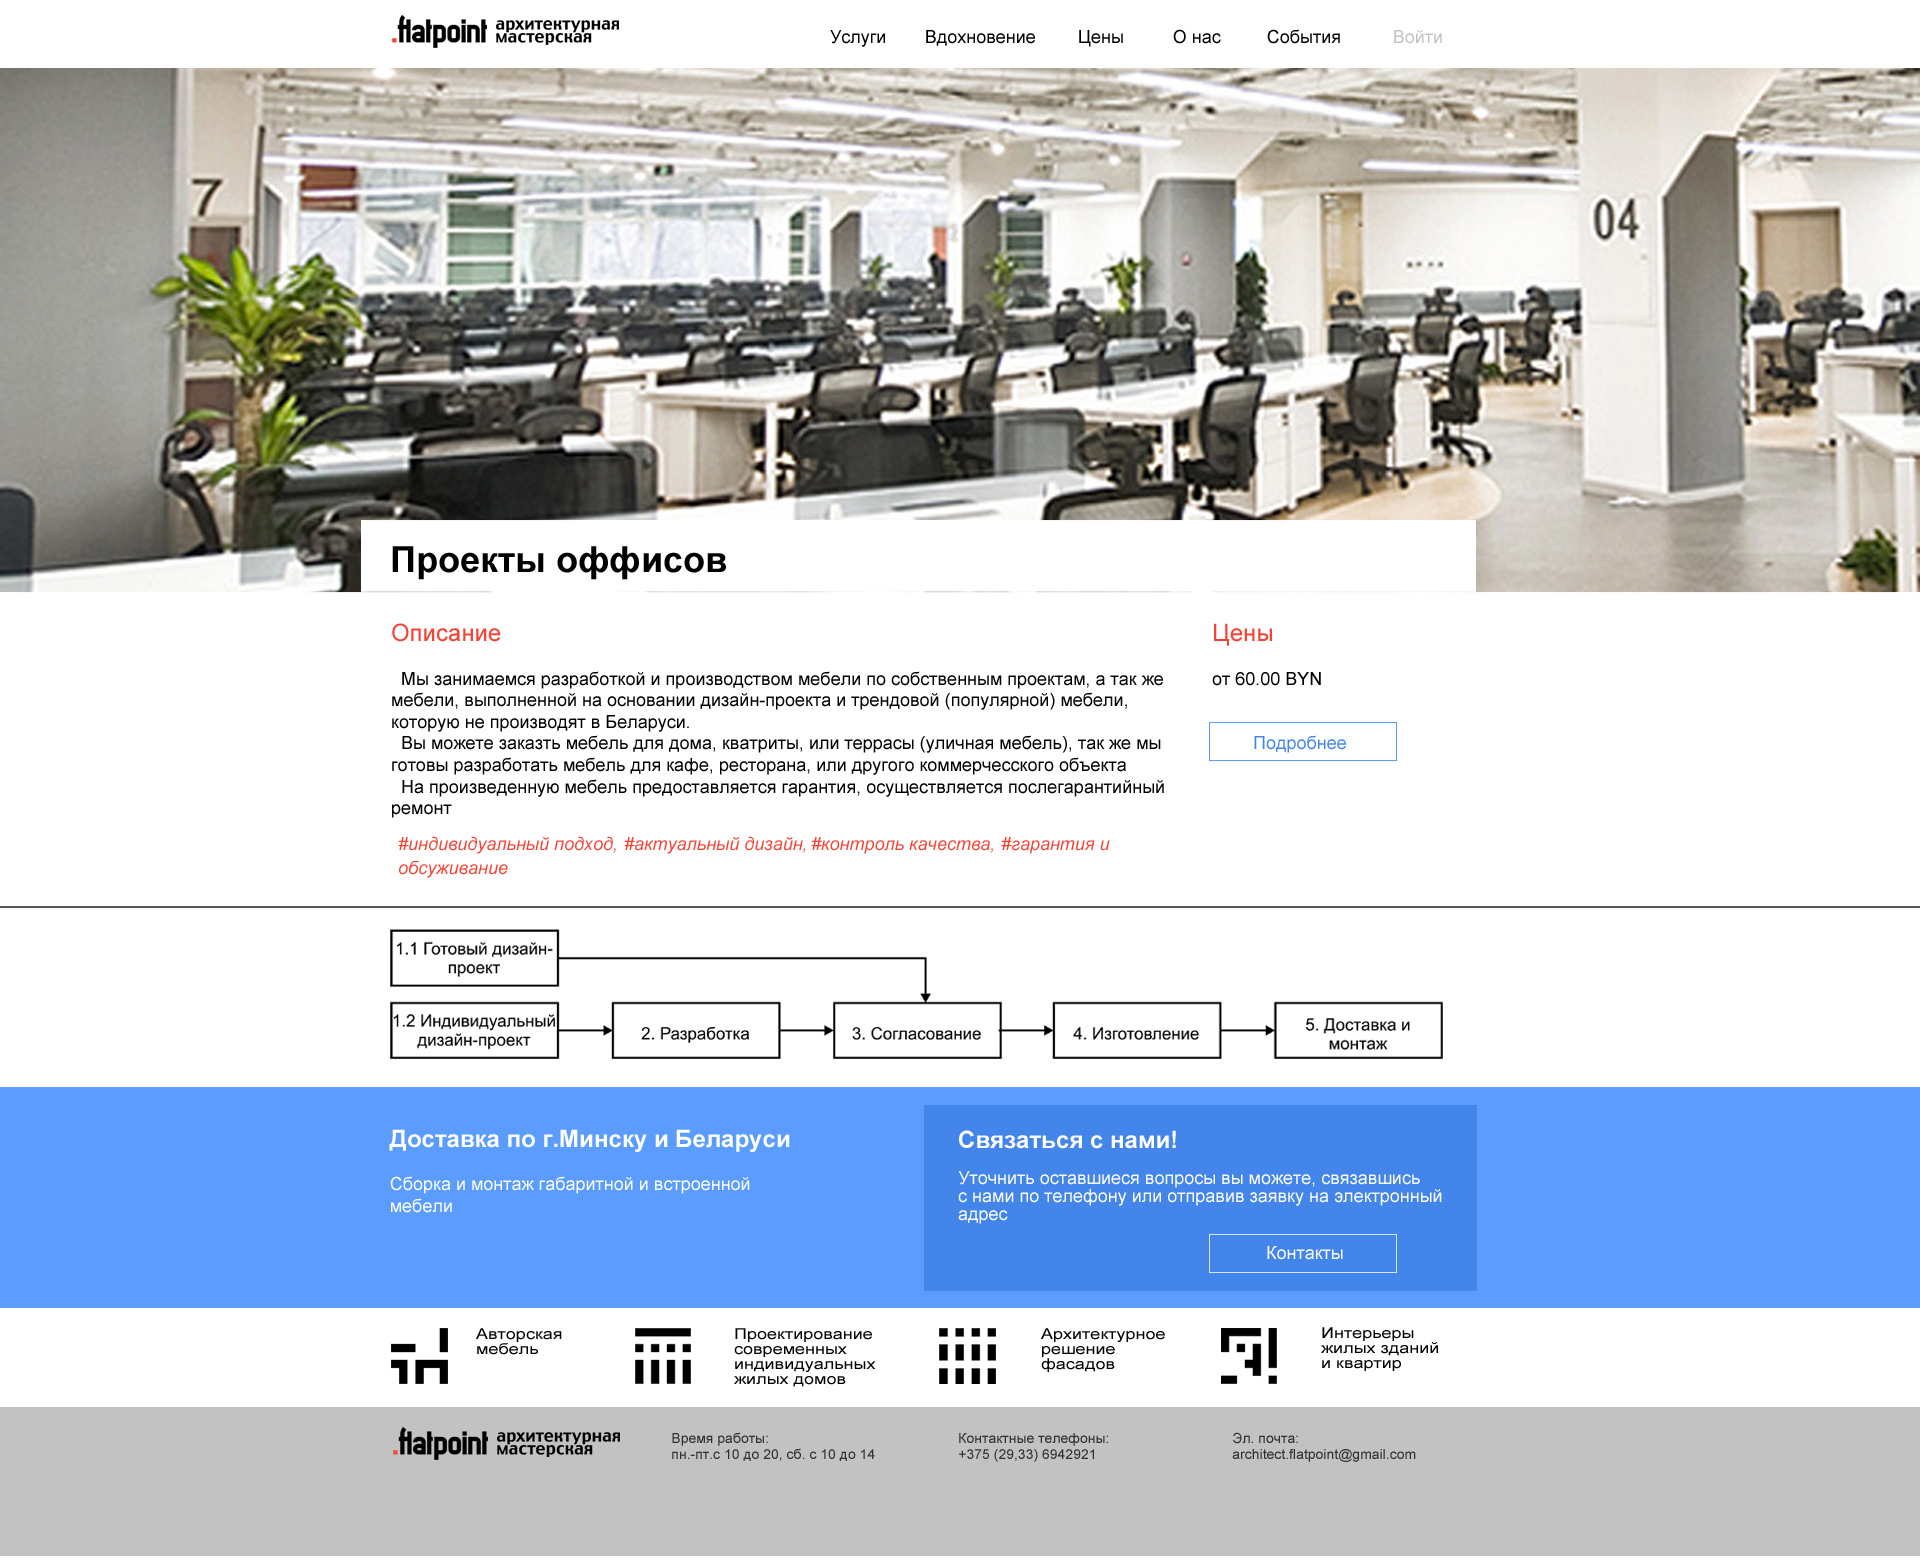 .flatpoint архитектурная мастерская
Услуги Вдохновение Цены О нас События Войти
7
04
12
Проекты оффисов
Описание
Мы занимаемся разработкой и производством мебели по собственным проектам, а так же
мебели, выполненной на основании дизайн-проекта и трендовой (популярной) мебели,
которую не производят в Беларуси.
Вы можете заказть мебель для дома, кватриты, или террасы (уличная мебель), так же мы
готовы разработать мебель для кафе, ресторана, или другого коммерчесского объекта
На произведенную мебель предоставляется гарантия, осуществляется послегарантийный
ремонт
#индивидуальный подход, #актуальный дизайн, #контроль качества, #гарантия и
обсуживание
Цены
от 60.00 BYN
Подробнее
1.1 Готовый дизайн-
проект
1.2 Индивидуальный
дизайн-проект
2. Разработка
3. Согласование
4. Изготовление
5. Доставка и
монтаж
Доставка по г.Минску и Беларуси
Сборка и монтаж габаритной и встроенной
мебели
Связаться с нами!
Уточнить оставшиеся вопросы вы можете, связавшись
с нами по телефону или отправив заявку на электронный
адрес
Контакты
Авторская
мебель
Проектирование
современных
индивидуальных
жилых домов
Архитектурное
решение
фасадов
Интерьеры
жилых зданий
и квартир
.flatpoint архитектурная мастерская
Время работы:
пн.-пт.с 10 до 20, сб. с 10 до 14
Контактные телефоны:
+375 (29,33) 6942921
Эл. почта:
architect.flatpoint@gmail.com